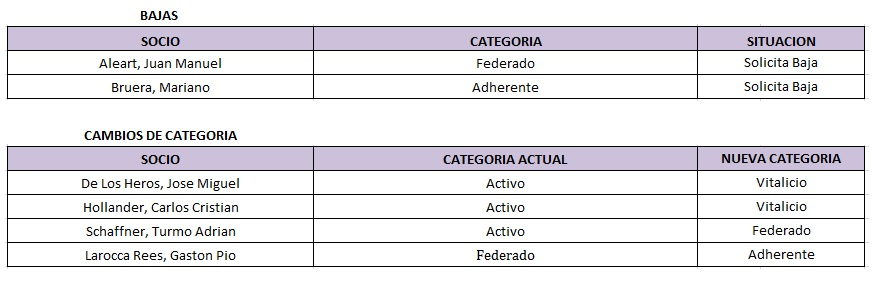 BAJAS
SOCIO CATEGORIA SITUACION
Aleart, Juan Manuel Federado Solicita Baja
Bruera, Mariano Adherente Solicita Baja
CAMBIOS DE CATEGORIA
SOCIO CATEGORIA ACTUAL NUEVA CATEGORIA
De Los Heros, Jose Miguel Activo Vitalicio
Hollander, Carlos Cristian Activo Vitalicio
Schaffner, Turmo Adrian Activo Federado
Larocca Rees, Gaston Pio Federado Adherente